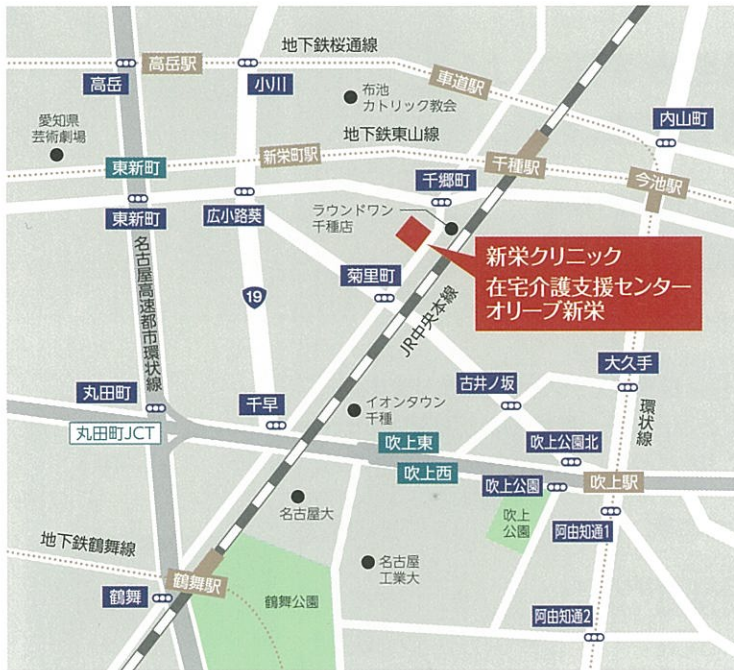 地下鉄桜通線
高岳駅
高岳
小川
車道駅
布池
カトリック教会
愛知県
芸術劇場
内山町
地下鉄東山線
東新町
新栄町駅
千種駅
今池駅
東新町
広小路葵
千郷町
ラウンドワン
千種店
新栄クリニック
在宅介護支援センター
オリーブ新栄
名古屋高速都市環状線
19
菊里町
JR中央本線
大久手
丸田町
千早
イオンタウン
千種
古井ノ坂
環状線
丸田町JCT
吹上東
吹上公園北
吹上西
吹上公園
吹上駅
名古屋大
吹上
公園
阿由知通1
地下鉄鶴舞線
名古屋
工業大
鶴舞駅
鶴舞
鶴舞公園
阿由知通2